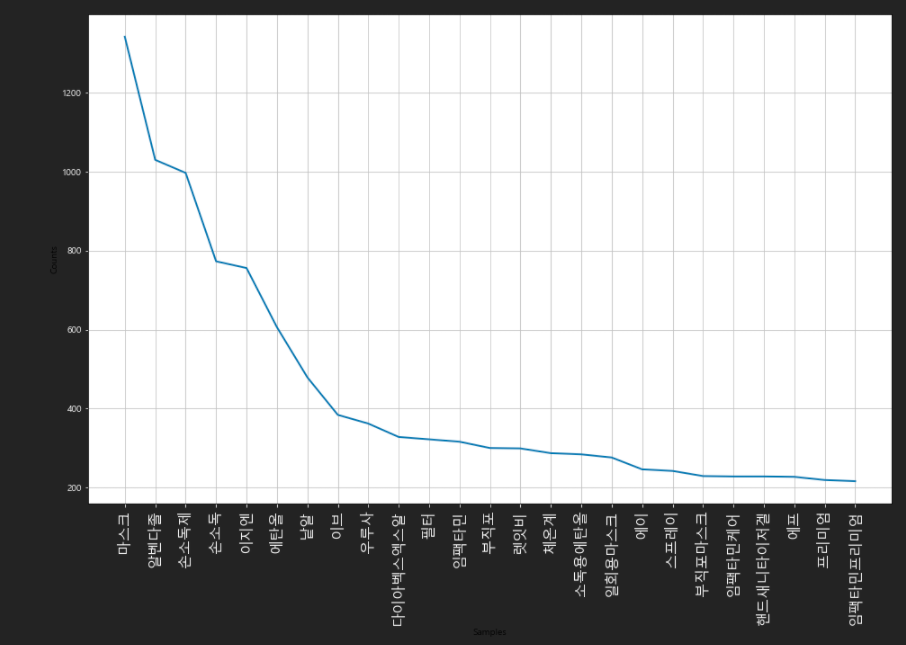 1200
1000
800
600
400
200
Counts
마스크
알벤다졸
손소독제
손소독
이지엔
에탄올
낱알
이브
우루사
다이아벡스엑스알
필터
임팩타민
부직포
렛잇비
체온계
소독용에탄올
일회용마스크
에이
스프레이
부직포마스크
임팩타민케어
핸드새니타이저겔
에프
프리미엄
임팩타민프리미엄
Samples